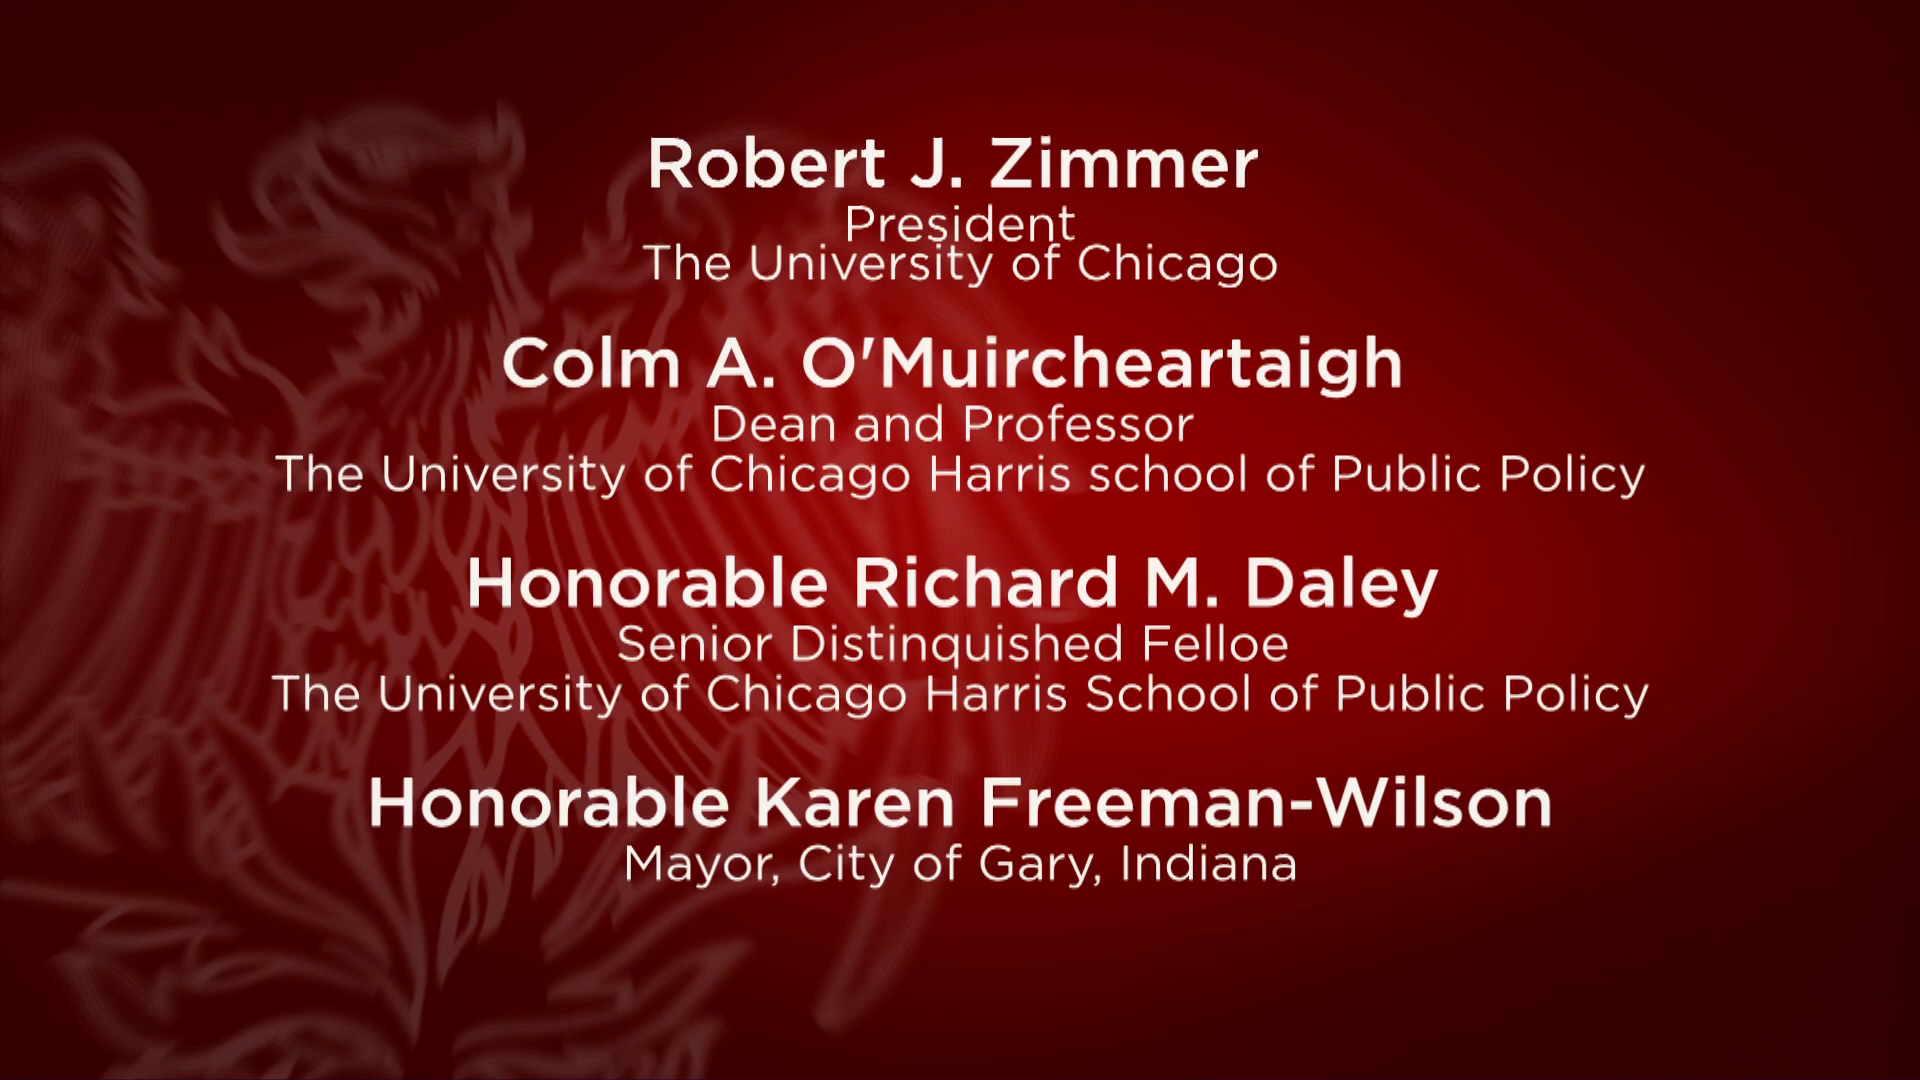 Robert J. Zimmer
President
The University of Chicago
Colm A. O'Muircheartaigh
Dean and Professor
The University of Chicago Harris school of Public Policy
Honorable Richard M. Daley
Senior Distinquished Felloe
The University of Chicago Harris School of Public Policy
Honorable Karen Freeman-Wilson
Mayor, City of Gary, Indiana